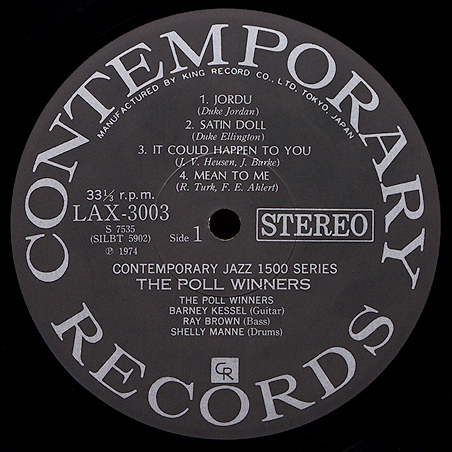 CONTEMPORARY RECORDS
MANUFACTURED BY KING RECORD CO., LTD. TOKYO, JAPAN
1. JORDU
(Duke Jordan)
2. SATIN DOLL
(Duke Ellington)
3. IT COULD HAPPEN TO YOU
(J. V. Heusen, J. Burke)
4. MEAN TO ME
(R. Turk, F. E. Ahlert)
33⅓ r.p.m.
LAX-3003
S 7535
(SILBT 5902)
Ⓟ 1974
Side 1
STEREO
CONTEMPORARY JAZZ 1500 SERIES
THE POLL WINNERS
THE POLL WINNERS
BARNEY KESSEL (Guitar)
RAY BROWN (Bass)
SHELLY MANNE (Drums)
CR